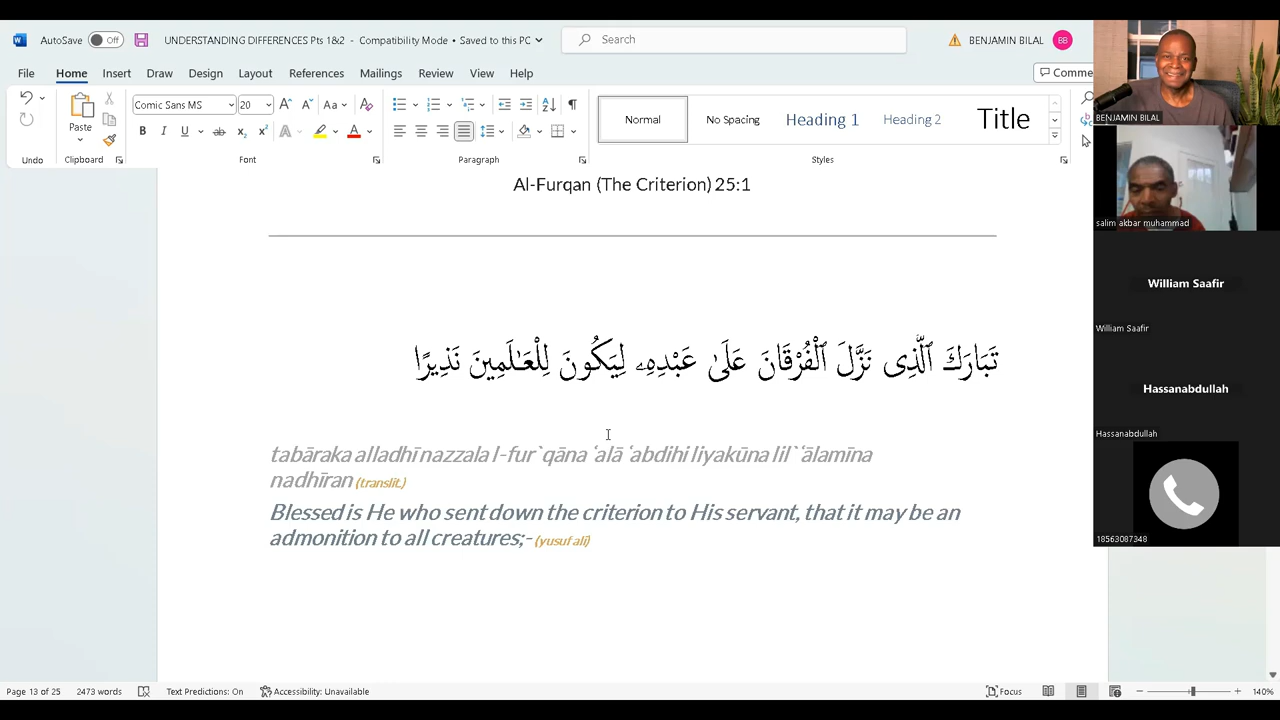 AutoSave Off UNDERSTANDING DIFFERENCES Pts 1&2 - Compatibility Mode • Saved to this PC Search BENJAMIN BILAL BB
File Home Insert Draw Design Layout References Mailings Review View Help Comme
Comic Sans MS 20 Aa
Paste
B I U ab x₂ x² A A
Normal No Spacing Heading 1 Heading 2 Title
Undo Clipboard Font Paragraph Styles
BENJAMIN BILAL
salim akbar muhammad
William Saafir
William Saafir
Hassanabdullah
Hassanabdullah
18563087348
Al-Furqan (The Criterion) 25:1
تَبَارَكَ ٱلَّذِى نَزَّلَ ٱلْفُرْقَانَ عَلَىٰ عَبْدِهِۦ لِيَكُونَ لِلْعَـٰلَمِينَ نَذِيرًا
tabāraka alladhī nazzala l-fur`qāna ʿalā ʿabdihi liyakūna lil`ʿālamīna
nadhīran (translit.)
Blessed is He who sent down the criterion to His servant, that it may be an
admonition to all creatures;- (yusuf ali)
Page 13 of 25 2473 words Text Predictions: On Accessibility: Unavailable Focus 140%